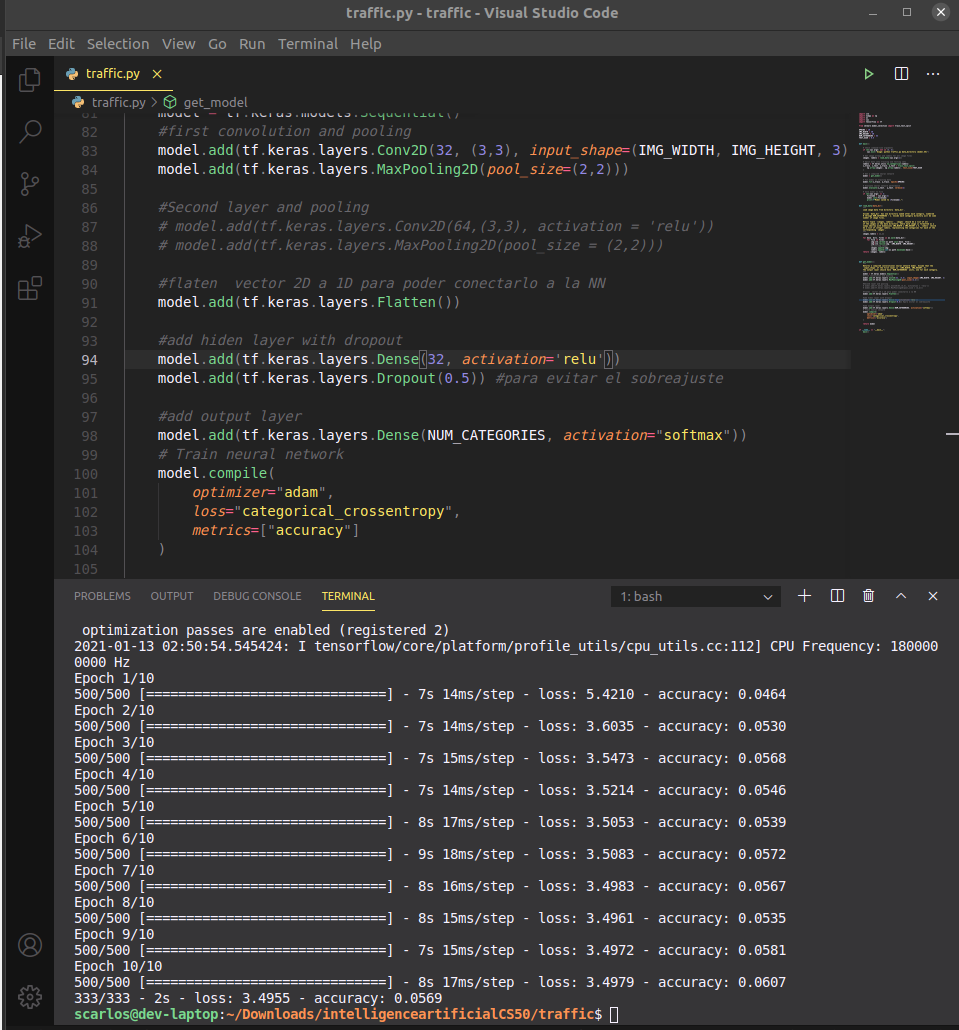 traffic.py - traffic - Visual Studio Code
File Edit Selection View Go Run Terminal Help
traffic.py
traffic.py > get_model
81 model = tf.keras.models.Sequential()
82 #first convolution and pooling
83 model.add(tf.keras.layers.Conv2D(32, (3,3), input_shape=(IMG_WIDTH, IMG_HEIGHT, 3)
84 model.add(tf.keras.layers.MaxPooling2D(pool_size=(2,2)))
85
86 #Second layer and pooling
87 # model.add(tf.keras.layers.Conv2D(64,(3,3), activation = 'relu'))
88 # model.add(tf.keras.layers.MaxPooling2D(pool_size = (2,2)))
89
90 #flaten  vector 2D a 1D para poder conectarlo a la NN
91 model.add(tf.keras.layers.Flatten())
92
93 #add hiden layer with dropout
94 model.add(tf.keras.layers.Dense(32, activation='relu'))
95 model.add(tf.keras.layers.Dropout(0.5)) #para evitar el sobreajuste
96
97 #add output layer
98 model.add(tf.keras.layers.Dense(NUM_CATEGORIES, activation="softmax"))
99 # Train neural network
100 model.compile(
101 optimizer="adam",
102 loss="categorical_crossentropy",
103 metrics=["accuracy"]
104 )
105
PROBLEMS OUTPUT DEBUG CONSOLE TERMINAL 1: bash
optimization passes are enabled (registered 2)
2021-01-13 02:50:54.545424: I tensorflow/core/platform/profile_utils/cpu_utils.cc:112] CPU Frequency: 180000
0000 Hz
Epoch 1/10
500/500 [==============================] - 7s 14ms/step - loss: 5.4210 - accuracy: 0.0464
Epoch 2/10
500/500 [==============================] - 7s 14ms/step - loss: 3.6035 - accuracy: 0.0530
Epoch 3/10
500/500 [==============================] - 7s 15ms/step - loss: 3.5473 - accuracy: 0.0568
Epoch 4/10
500/500 [==============================] - 7s 14ms/step - loss: 3.5214 - accuracy: 0.0546
Epoch 5/10
500/500 [==============================] - 8s 17ms/step - loss: 3.5053 - accuracy: 0.0539
Epoch 6/10
500/500 [==============================] - 9s 18ms/step - loss: 3.5083 - accuracy: 0.0572
Epoch 7/10
500/500 [==============================] - 8s 16ms/step - loss: 3.4983 - accuracy: 0.0567
Epoch 8/10
500/500 [==============================] - 8s 15ms/step - loss: 3.4961 - accuracy: 0.0535
Epoch 9/10
500/500 [==============================] - 7s 15ms/step - loss: 3.4972 - accuracy: 0.0581
Epoch 10/10
500/500 [==============================] - 8s 17ms/step - loss: 3.4979 - accuracy: 0.0607
333/333 - 2s - loss: 3.4955 - accuracy: 0.0569
scarlos@dev-laptop:~/Downloads/intelligenceartificialCS50/traffic$